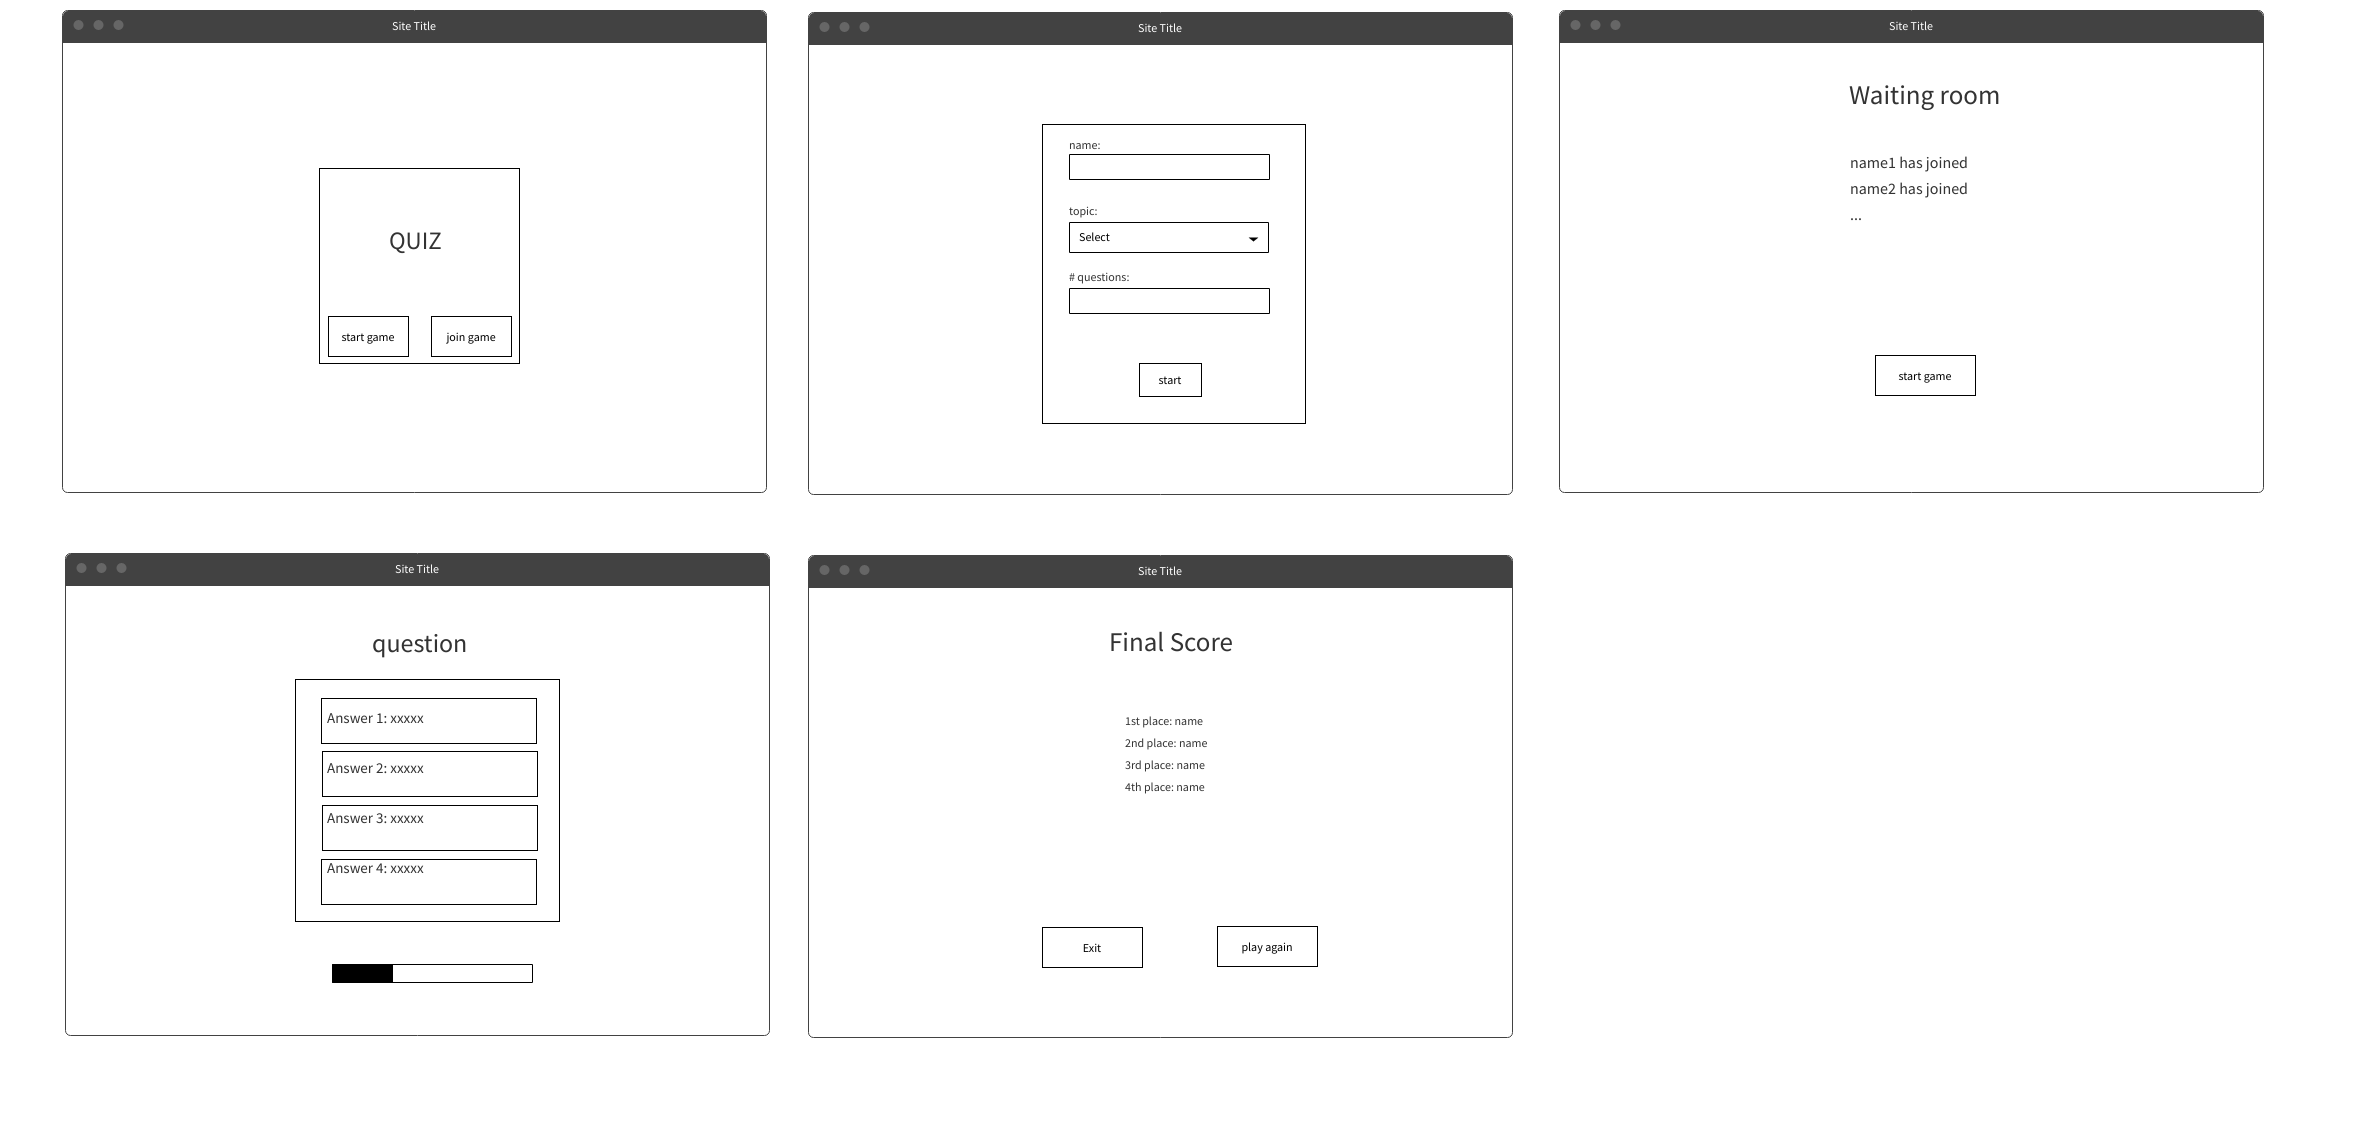 Site Title
QUIZ
start game
join game
Site Title
name:
topic:
Select
# questions:
start
Site Title
Waiting room
name1 has joined
name2 has joined
...
start game
Site Title
question
Answer 1: xxxxx
Answer 2: xxxxx
Answer 3: xxxxx
Answer 4: xxxxx
Site Title
Final Score
1st place: name
2nd place: name
3rd place: name
4th place: name
Exit
play again